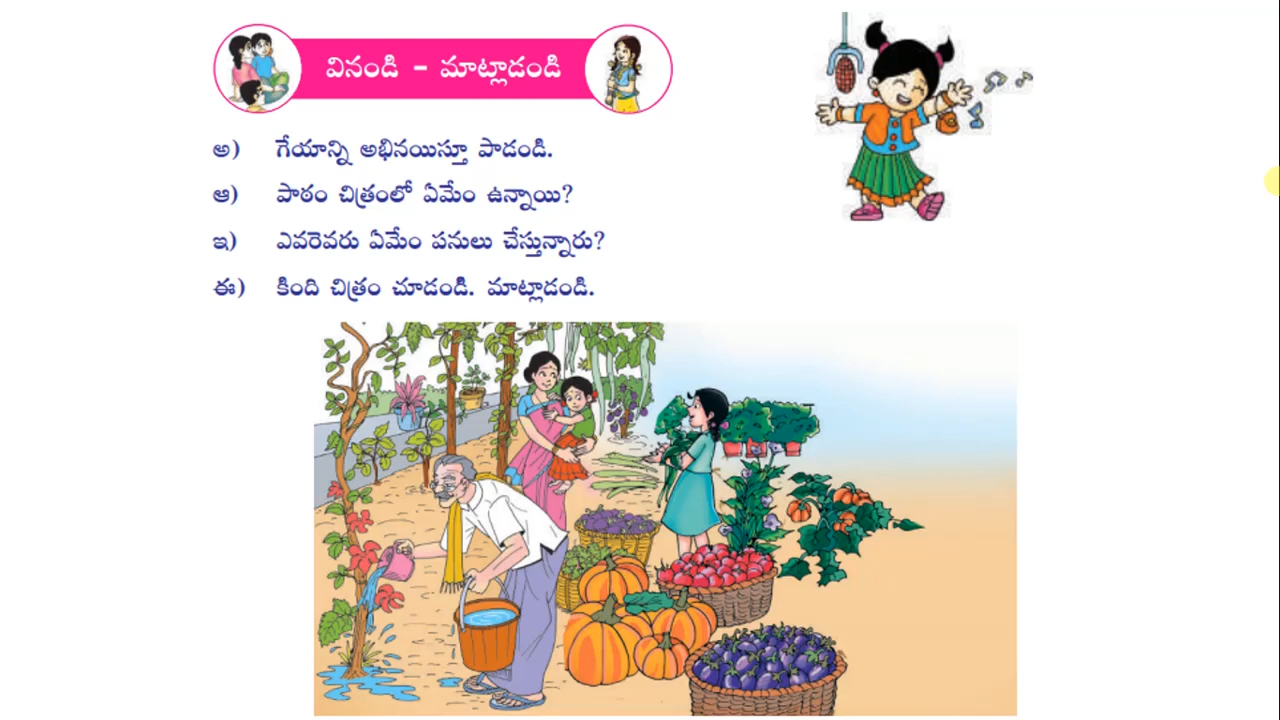 వినండి - మాట్లాడండి
అ) గేయాన్ని అభినయిస్తూ పాడండి.
ఆ) పాఠం చిత్రంలో ఏమేం ఉన్నాయి?
ఇ) ఎవరెవరు ఏమేం పనులు చేస్తున్నారు?
ఈ) కింది చిత్రం చూడండి. మాట్లాడండి.